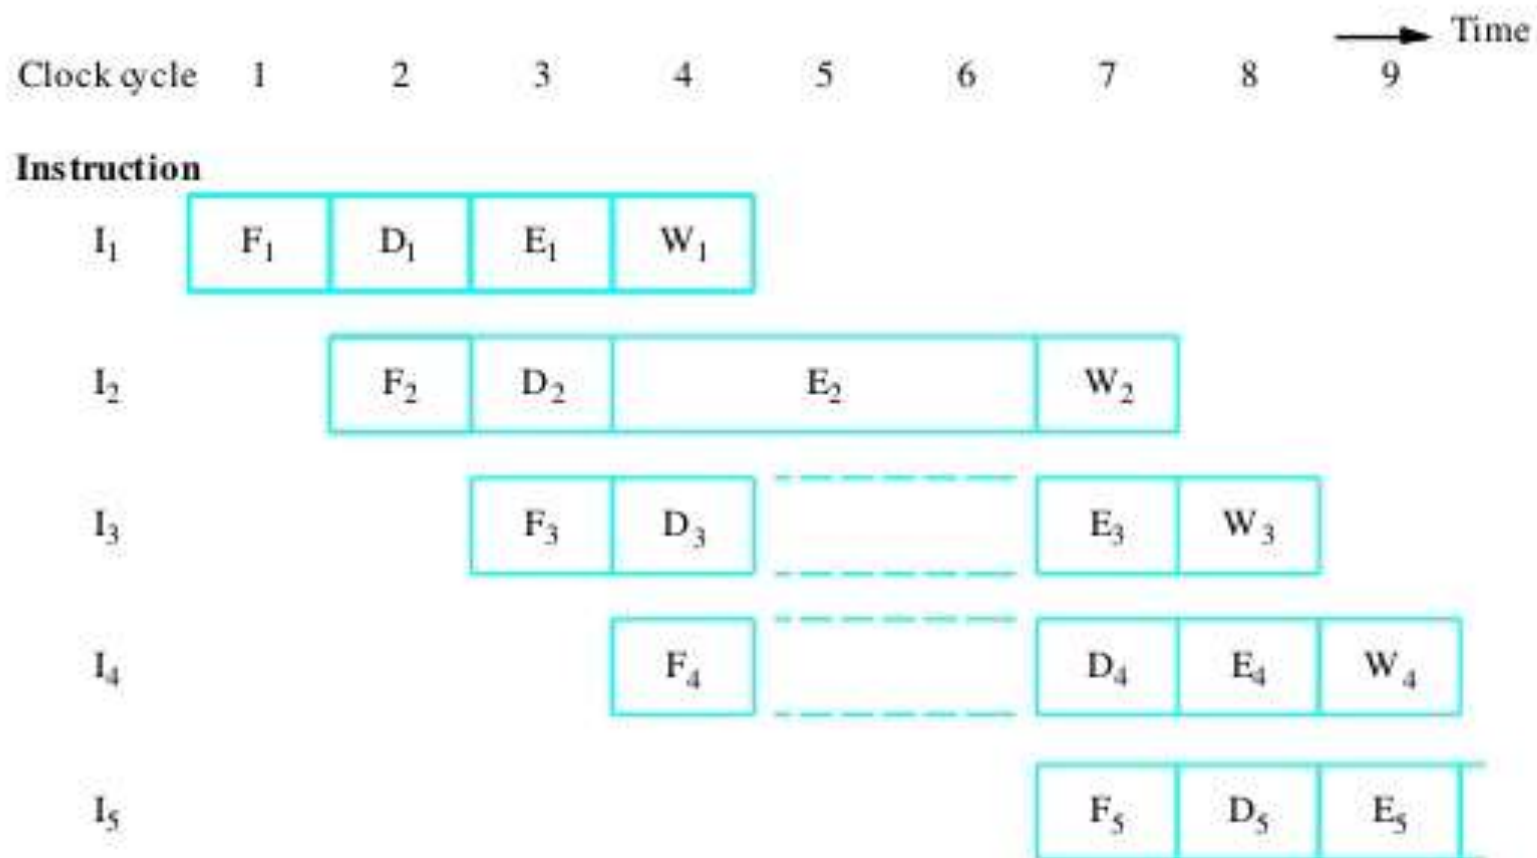 Time
Clock cycle 1 2 3 4 5 6 7 8 9
Instruction
I₁ F₁ D₁ E₁ W₁
I₂ F₂ D₂ E₂ W₂
I₃ F₃ D₃ E₃ W₃
I₄ F₄ D₄ E₄ W₄
I₅ F₅ D₅ E₅